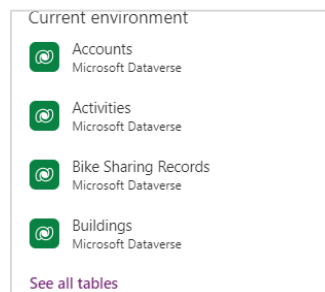 Current environment
Accounts
Microsoft Dataverse
Activities
Microsoft Dataverse
Bike Sharing Records
Microsoft Dataverse
Buildings
Microsoft Dataverse
See all tables